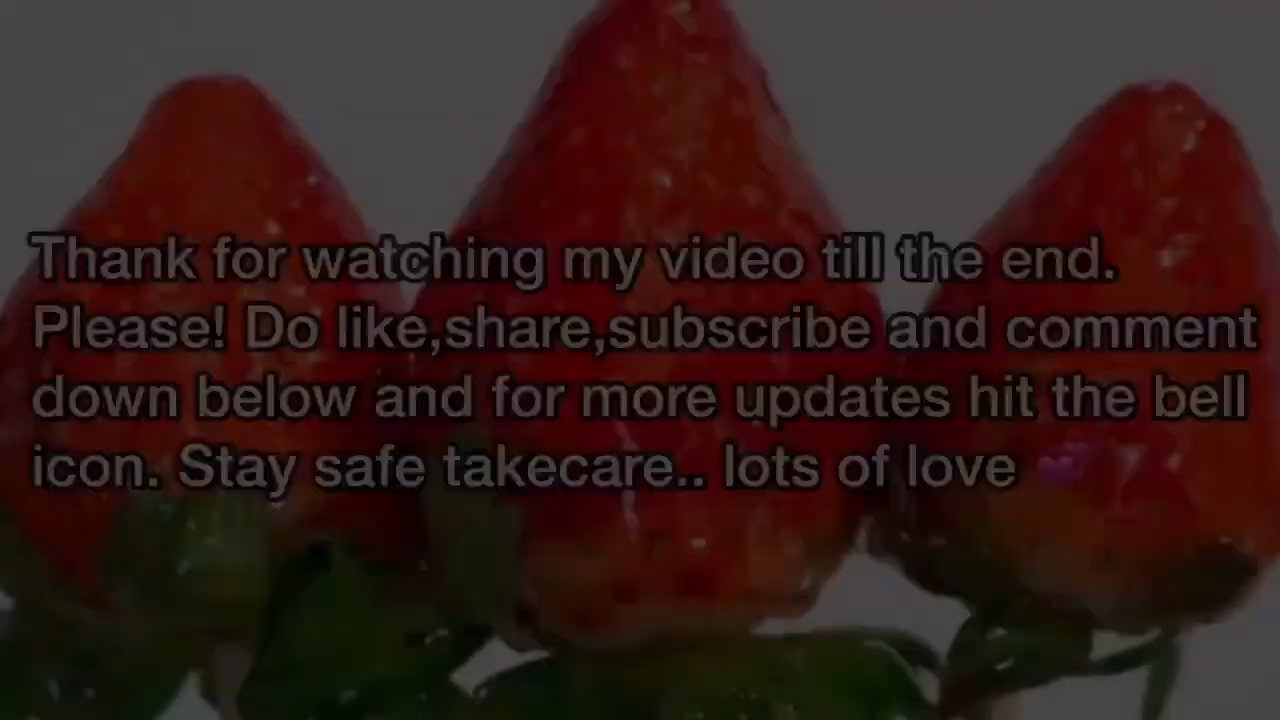 Thank for watching my video till the end.
Please! Do like,share,subscribe and comment
down below and for more updates hit the bell
icon. Stay safe takecare.. lots of love 💕